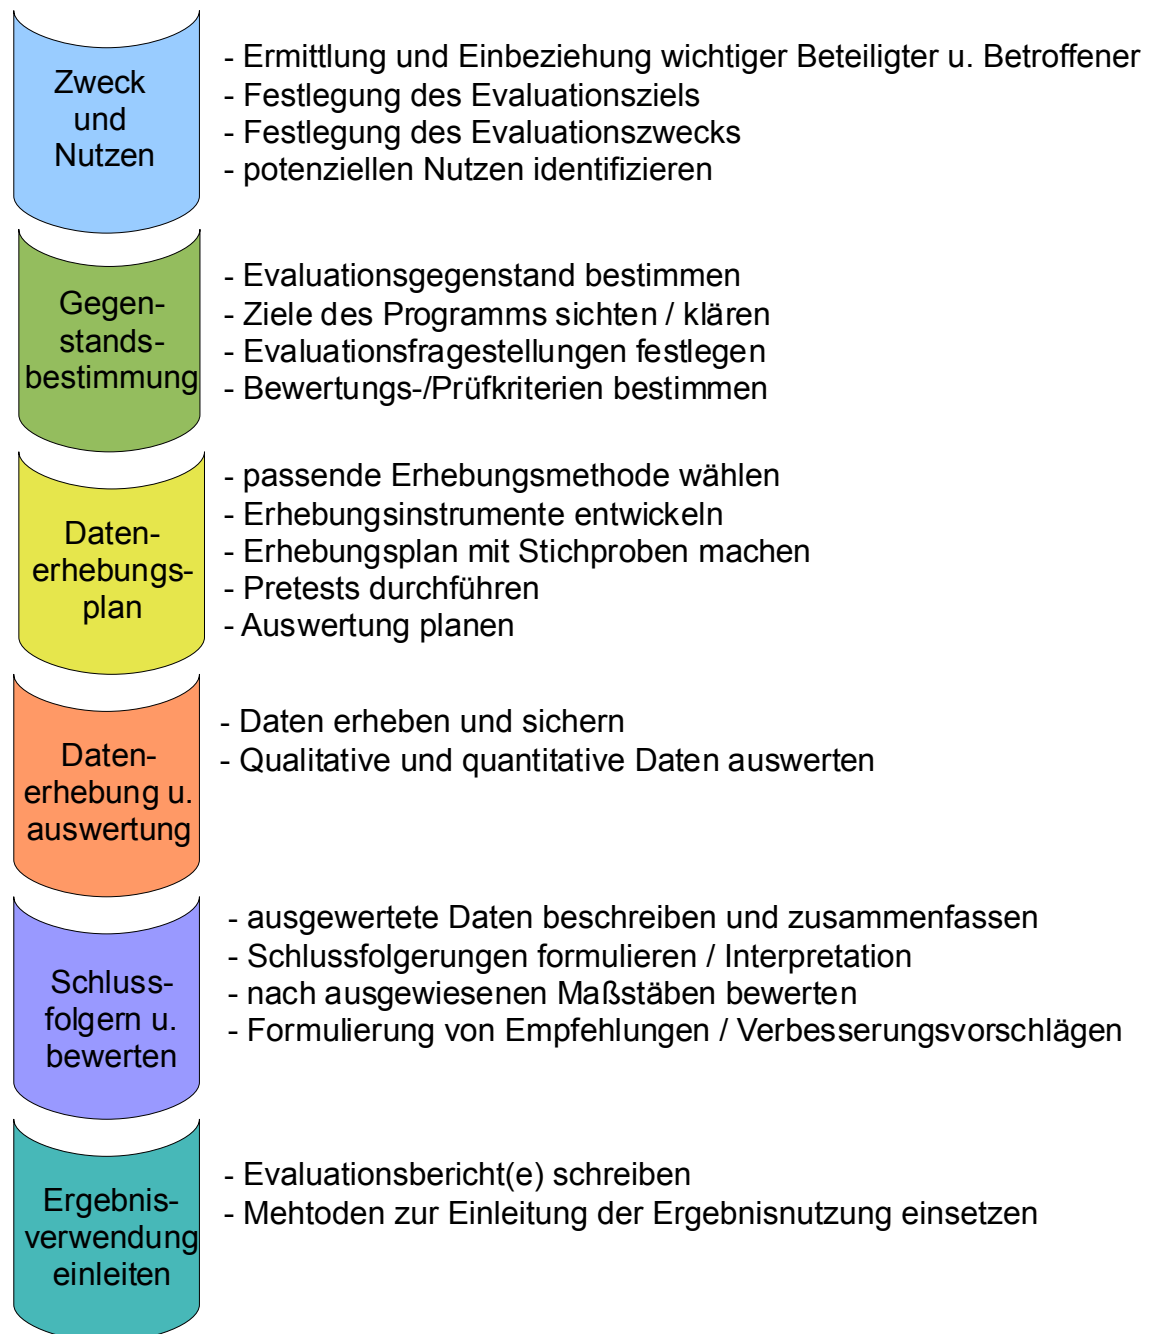 Zweck
und
Nutzen
- Ermittlung und Einbeziehung wichtiger Beteiligter u. Betroffener
- Festlegung des Evaluationsziels
- Festlegung des Evaluationszwecks
- potenziellen Nutzen identifizieren
Gegen-
stands-
bestimmung
- Evaluationsgegenstand bestimmen
- Ziele des Programms sichten / klären
- Evaluationsfragestellungen festlegen
- Bewertungs-/Prüfkriterien bestimmen
Daten-
erhebungs-
plan
- passende Erhebungsmethode wählen
- Erhebungsinstrumente entwickeln
- Erhebungsplan mit Stichproben machen
- Pretests durchführen
- Auswertung planen
Daten-
erhebung u.
auswertung
- Daten erheben und sichern
- Qualitative und quantitative Daten auswerten
Schluss-
folgern u.
bewerten
- ausgewertete Daten beschreiben und zusammenfassen
- Schlussfolgerungen formulieren / Interpretation
- nach ausgewiesenen Maßstäben bewerten
- Formulierung von Empfehlungen / Verbesserungsvorschlägen
Ergebnis-
verwendung
einleiten
- Evaluationsbericht(e) schreiben
- Mehtoden zur Einleitung der Ergebnisnutzung einsetzen